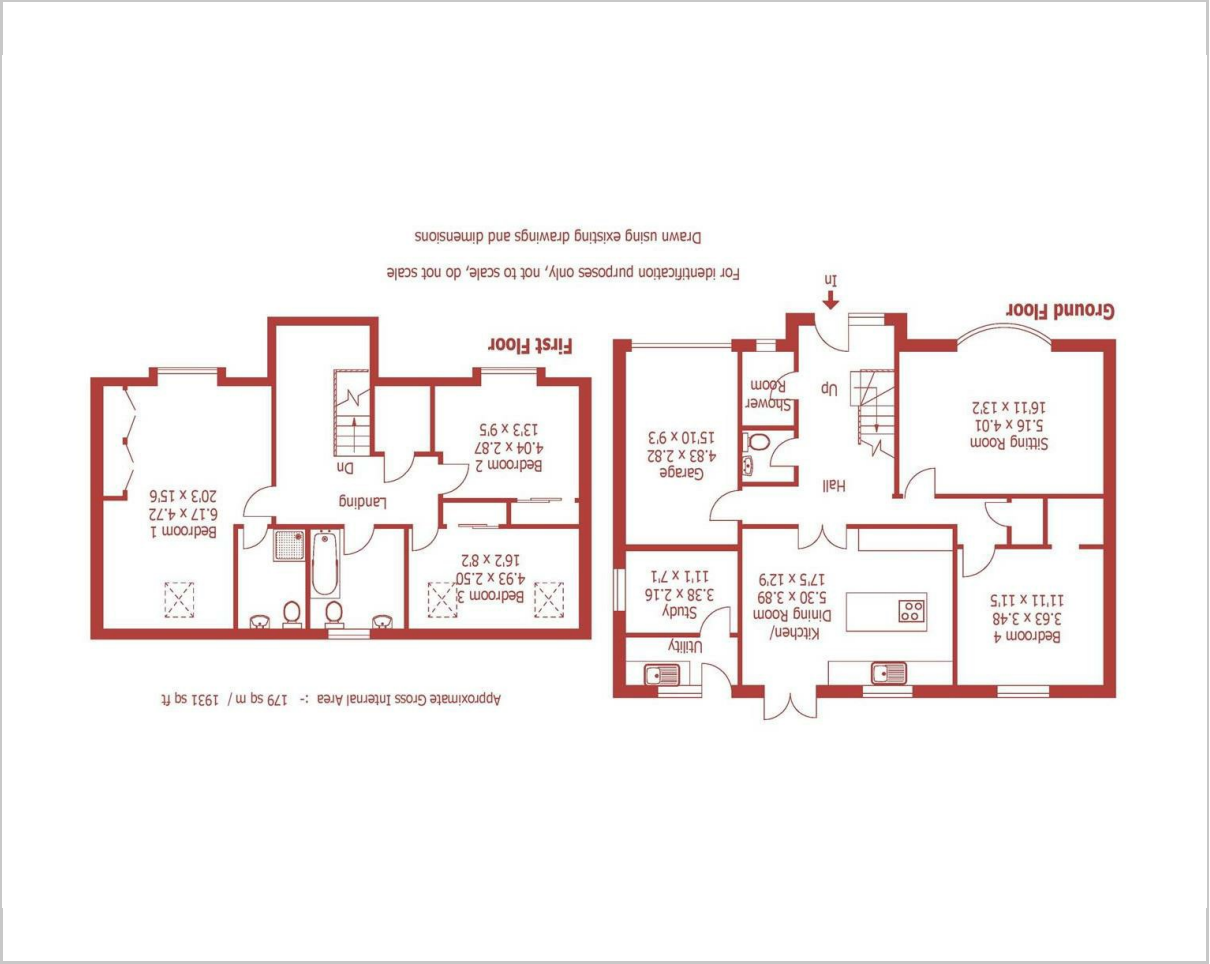 Approximate Gross Internal Area :- 179 sq m / 1931 sq ft
Bedroom 4
3.63 x 3.48
11'11 x 11'5
Kitchen/
Dining Room
5.30 x 3.89
17'5 x 12'9
Utility
Study
3.38 x 2.16
11'1 x 7'1
Sitting Room
5.16 x 4.01
16'11 x 13'2
Hall
Up
Garage
4.83 x 2.82
15'10 x 9'3
Shower
Room
Ground Floor
In
Bedroom 3
4.93 x 2.50
16'2 x 8'2
Bedroom 1
6.17 x 4.72
20'3 x 15'6
Landing
Dn
Bedroom 2
4.04 x 2.87
13'3 x 9'5
First Floor
For identification purposes only, not to scale, do not scale
Drawn using existing drawings and dimensions